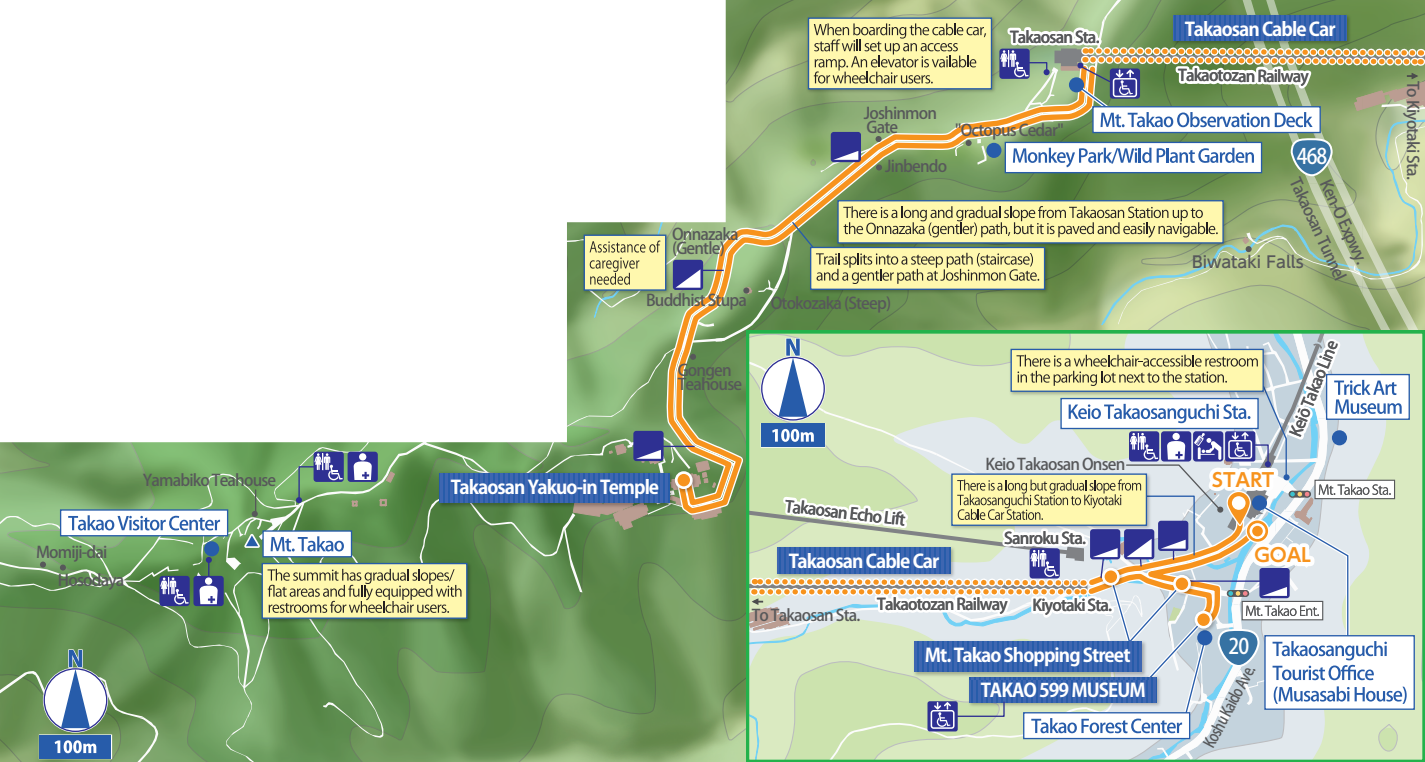 When boarding the cable car,
staff will set up an access
ramp. An elevator is vailable
for wheelchair users.
Takaosan Sta.
Takaosan Cable Car
Takaotozan Railway
To Kiyotaki Sta.
Mt. Takao Observation Deck
Joshinmon
Gate
"Octopus Cedar"
Jinbendo
Monkey Park/Wild Plant Garden
468
Ken-O Expwy.
Takaosan Tunnel
There is a long and gradual slope from Takaosan Station up to
the Onnazaka (gentler) path, but it is paved and easily navigable.
Trail splits into a steep path (staircase)
and a gentler path at Joshinmon Gate.
Biwataki Falls
Assistance of
caregiver
needed
Onnazaka
(Gentle)
Buddhist Stupa
Otokozaka (Steep)
Gongen
Teahouse
Takaosan Yakuo-in Temple
Yamabiko Teahouse
Takao Visitor Center
Mt. Takao
Momiji-dai
Hosodaya
The summit has gradual slopes/
flat areas and fully equipped with
restrooms for wheelchair users.
N
100m
N
100m
There is a wheelchair-accessible restroom
in the parking lot next to the station.
Keio Takao Line
Trick Art
Museum
Keio Takaosanguchi Sta.
Keio Takaosan Onsen
START
Mt. Takao Sta.
There is a long but gradual slope from
Takaosanguchi Station to Kiyotaki
Cable Car Station.
Takaosan Echo Lift
Sanroku Sta.
GOAL
Takaosan Cable Car
Takaotozan Railway
Kiyotaki Sta.
To Takaosan Sta.
Mt. Takao Ent.
Mt. Takao Shopping Street
TAKAO 599 MUSEUM
Takao Forest Center
20
Koshu Kaido Ave.
Takaosanguchi
Tourist Office
(Musasabi House)